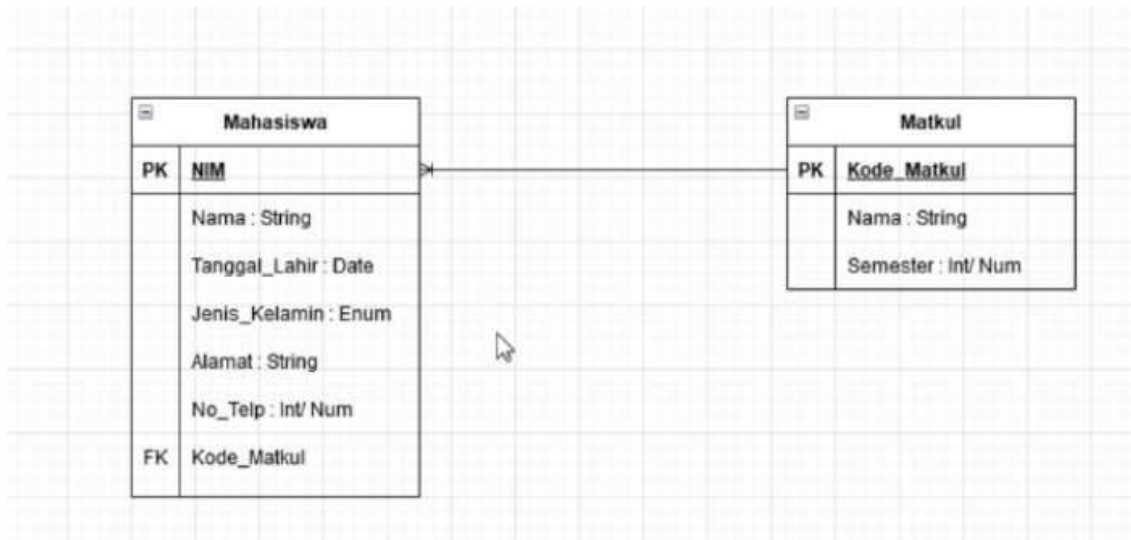 Mahasiswa
PK NIM
Nama : String
Tanggal_Lahir : Date
Jenis_Kelamin : Enum
Alamat : String
No_Telp : Int/ Num
FK Kode_Matkul
Matkul
PK Kode_Matkul
Nama : String
Semester : Int/ Num